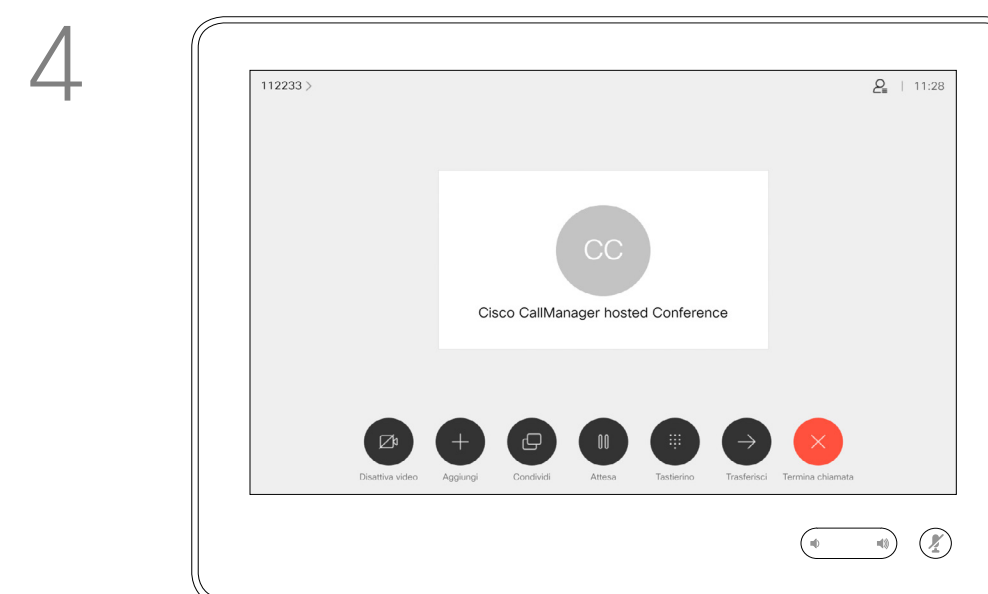 4
112233 >
11:28
CC
Cisco CallManager hosted Conference
Disattiva video Aggiungi Condividi Attesa Tastierino Trasferisci Termina chiamata